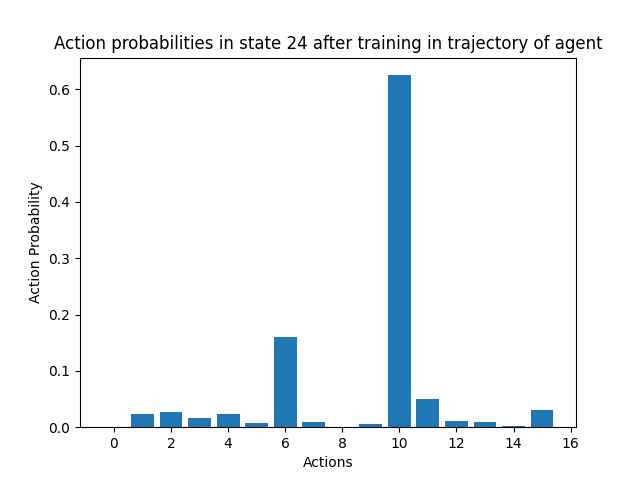 Action probabilities in state 24 after training in trajectory of agent
0.6
0.5
0.4
0.3
0.2
0.1
0.0
Action Probability
0 2 4 6 8 10 12 14 16
Actions